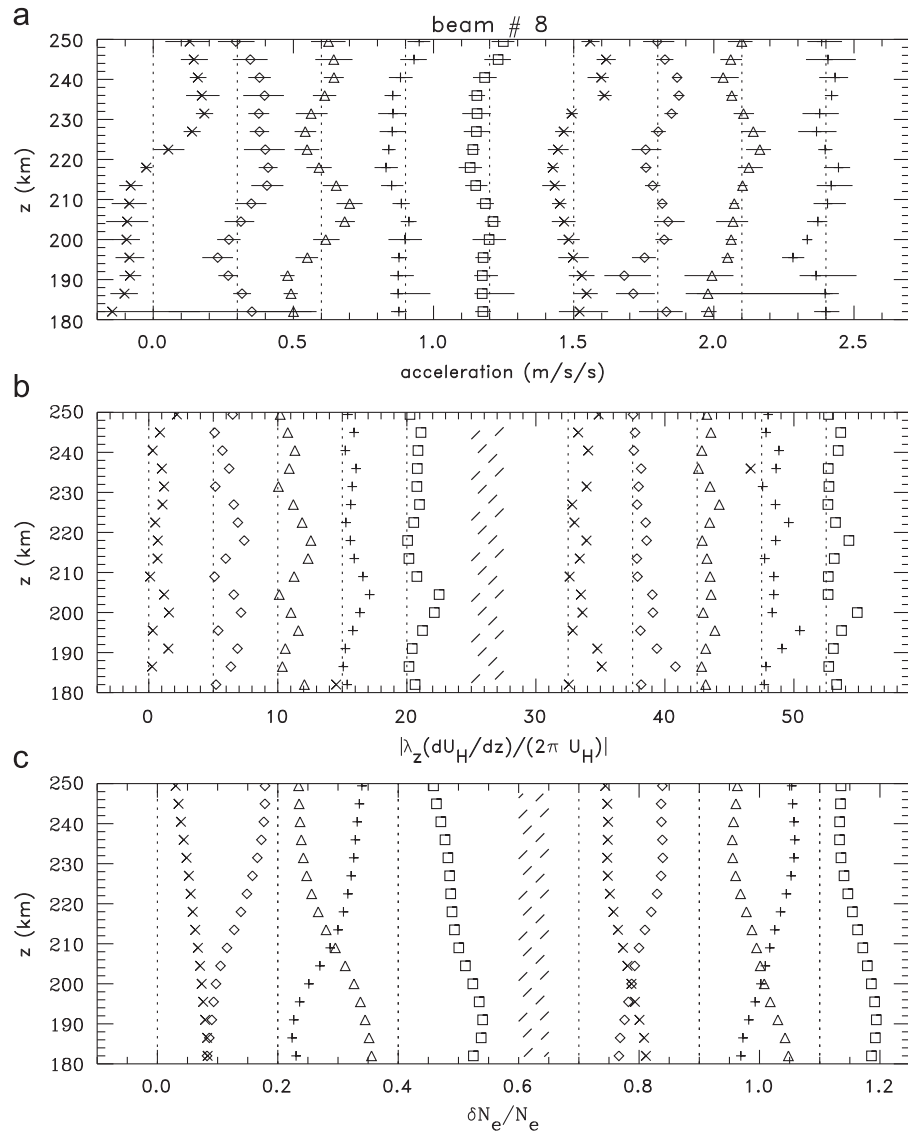 a
beam # 8
250
240
230
220
210
200
190
180
z (km)
0.0 0.5 1.0 1.5 2.0 2.5
acceleration (m/s/s)
b
250
240
230
220
210
200
190
180
z (km)
0 10 20 30 40 50
|λz(dUH/dz)/(2π UH)|
c
250
240
230
220
210
200
190
180
z (km)
0.0 0.2 0.4 0.6 0.8 1.0 1.2
δNe/Ne